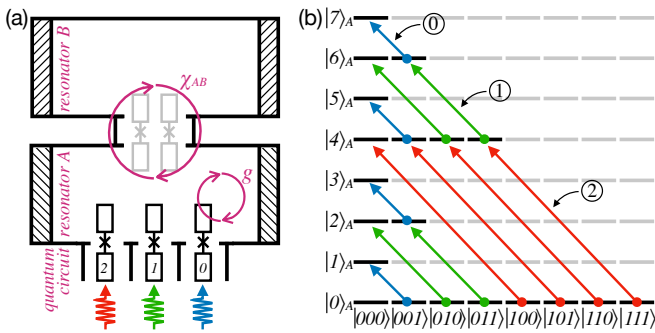 (a)
resonator B
χAB
resonator A
g
quantum
circuit
2
1
0
(b)
|7⟩A
|6⟩A
|5⟩A
|4⟩A
|3⟩A
|2⟩A
|1⟩A
|0⟩A
0
1
2
|000⟩ |001⟩ |010⟩ |011⟩ |100⟩ |101⟩ |110⟩ |111⟩